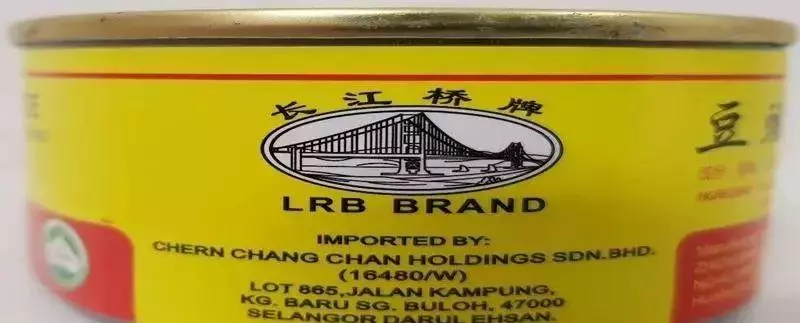 长江桥牌
LRB BRAND
IMPORTED BY:
CHERN CHANG CHAN HOLDINGS SDN.BHD.
(16480/W)
LOT 865,JALAN KAMPUNG,
KG. BARU SG. BULOH, 47000
SELANGOR DARUL EHSAN.
豆